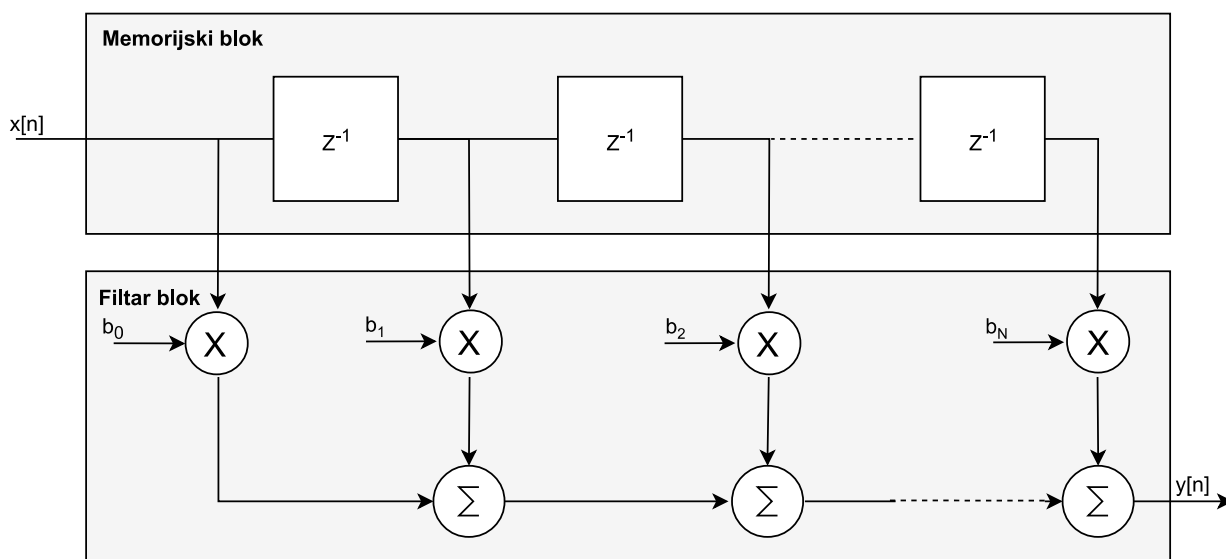 Memorijski blok
x[n]
Z⁻¹ Z⁻¹ Z⁻¹
Filtar blok
b₀ b₁ b₂ b_N
X X X X
Σ Σ Σ
y[n]